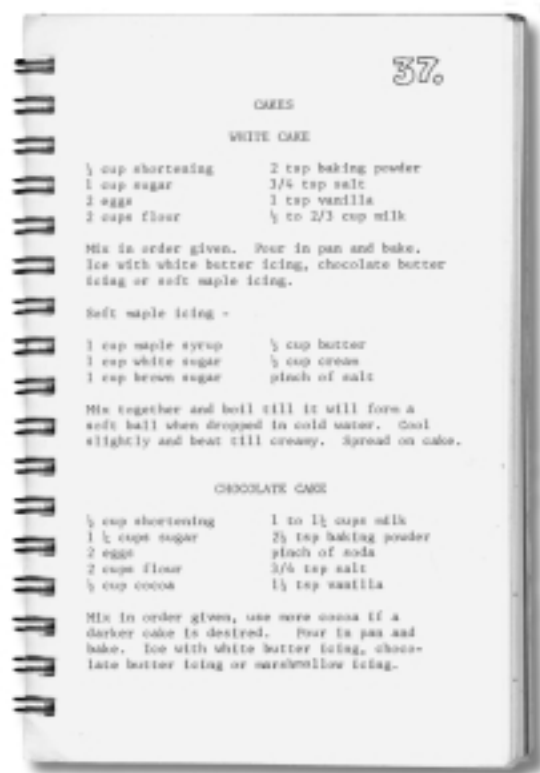 37.
CAKES
WHITE CAKE
½ cup shortening 2 tsp baking powder
1 cup sugar 3/4 tsp salt
2 eggs 1 tsp vanilla
2 cups flour ½ to 2/3 cup milk
Mix in order given. Pour in pan and bake.
Ice with white butter icing, chocolate butter
icing or soft maple icing.
Soft maple icing -
1 cup maple syrup ½ cup butter
1 cup white sugar ½ cup cream
1 cup brown sugar pinch of salt
Mix together and boil till it will form a
soft ball when dropped in cold water. Cool
slightly and beat till creamy. Spread on cake.
CHOCOLATE CAKE
½ cup shortening 1 to cups milk
1 cups sugar 2½ tsp baking powder
2 eggs pinch of soda
2 cups flour 3/4 tsp salt
½ cup cocoa 1½ tsp vanilla
Mix in order given, use more cocoa if a
darker cake is desired. Pour in pan and
bake. Ice with white butter icing, choco-
late butter icing or marshmellow icing.